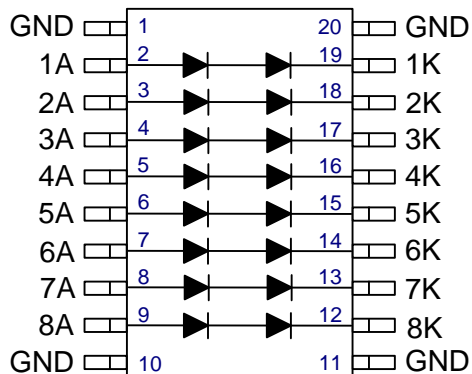 GND 1 20 GND
1A 2 19 1K
2A 3 18 2K
3A 4 17 3K
4A 5 16 4K
5A 6 15 5K
6A 7 14 6K
7A 8 13 7K
8A 9 12 8K
GND 10 11 GND